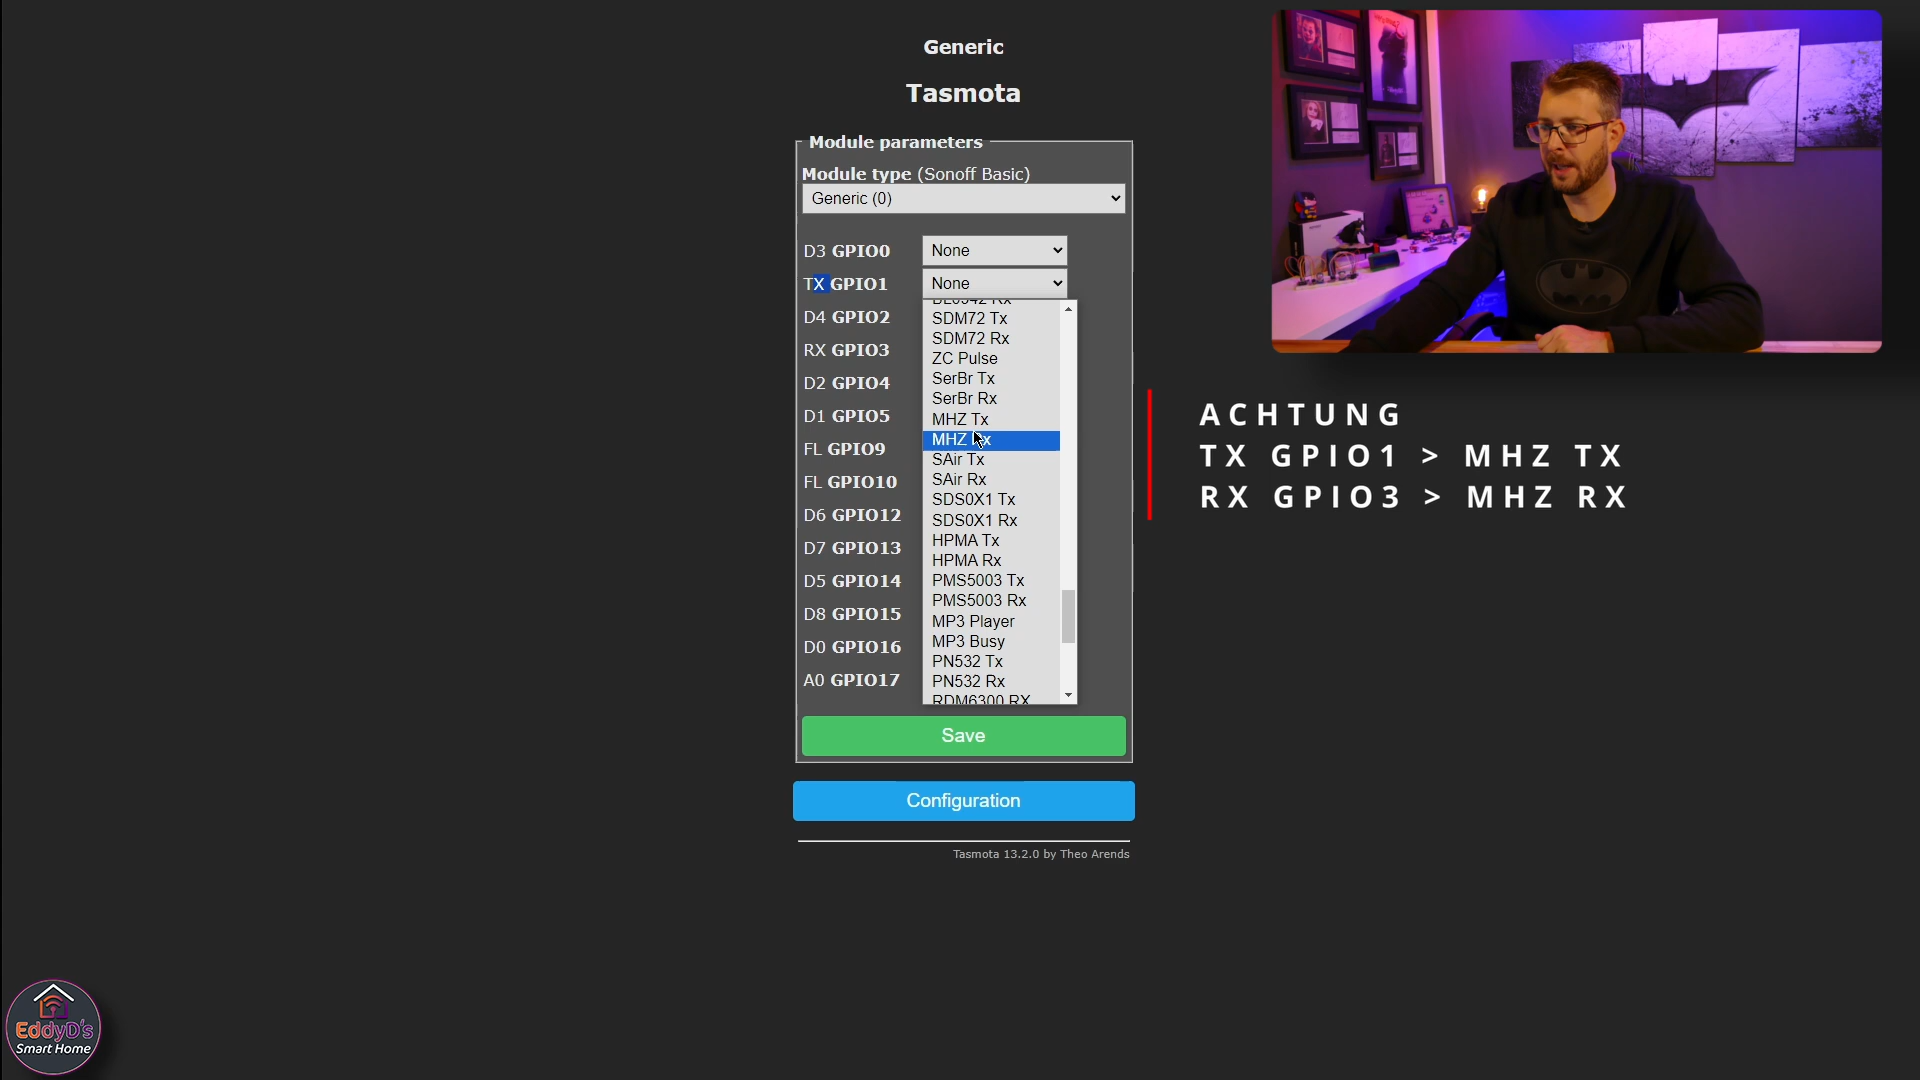 Generic
Tasmota
Module parameters
Module type (Sonoff Basic)
Generic (0)
D3 GPIO0 None
TX GPIO1 None
D4 GPIO2
RX GPIO3
D2 GPIO4
D1 GPIO5
FL GPIO9
FL GPIO10
D6 GPIO12
D7 GPIO13
D5 GPIO14
D8 GPIO15
D0 GPIO16
A0 GPIO17
SDM72 Tx
SDM72 Rx
ZC Pulse
SerBr Tx
SerBr Rx
MHZ Tx
MHZ Rx
SAir Tx
SAir Rx
SDS0X1 Tx
SDS0X1 Rx
HPMA Tx
HPMA Rx
PMS5003 Tx
PMS5003 Rx
MP3 Player
MP3 Busy
PN532 Tx
PN532 Rx
RDM6300 RX
Save
Configuration
Tasmota 13.2.0 by Theo Arends
ACHTUNG
TX GPIO1 > MHZ TX
RX GPIO3 > MHZ RX
EddyD's
Smart Home